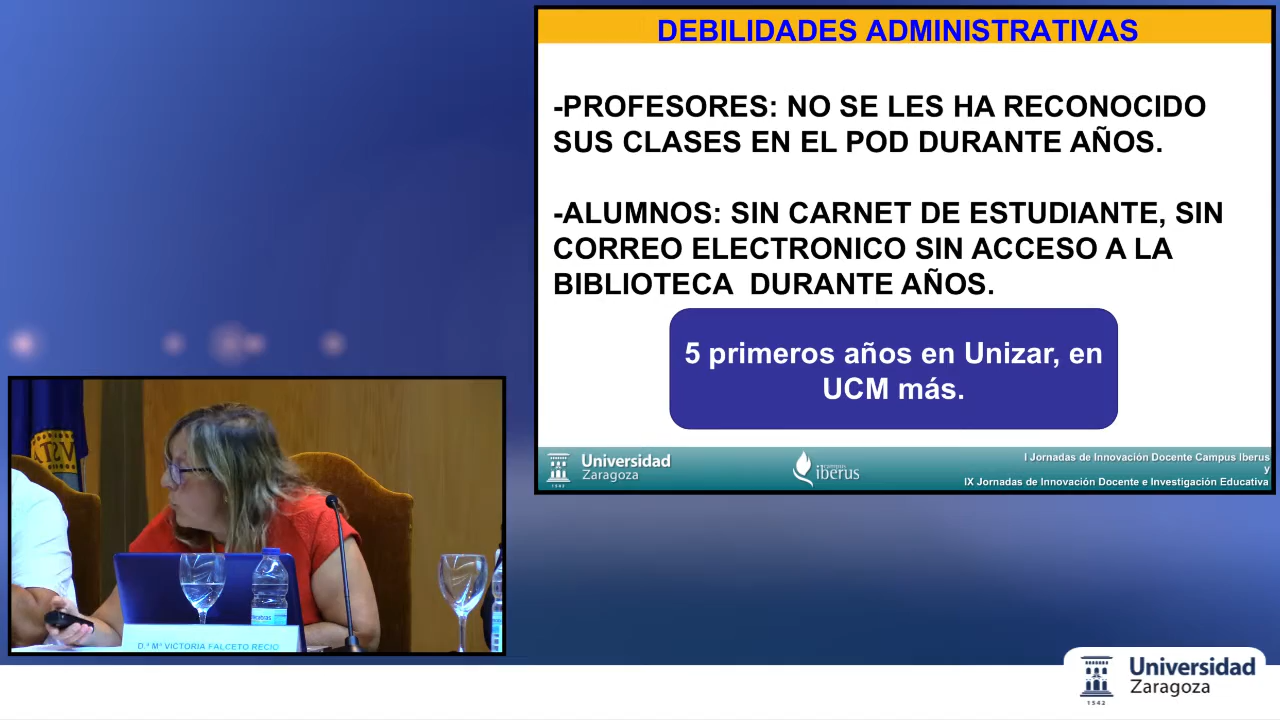 DEBILIDADES ADMINISTRATIVAS
-PROFESORES: NO SE LES HA RECONOCIDO
SUS CLASES EN EL POD DURANTE AÑOS.
-ALUMNOS: SIN CARNET DE ESTUDIANTE, SIN
CORREO ELECTRONICO SIN ACCESO A LA
BIBLIOTECA DURANTE AÑOS.
5 primeros años en Unizar, en
UCM más.
Universidad
Zaragoza
1542
campus
iberus
I Jornadas de Innovación Docente Campus Iberus
y
IX Jornadas de Innovación Docente e Investigación Educativa
D.ª Mª VICTORIA FALCETO RECIO
Universidad
Zaragoza
1542